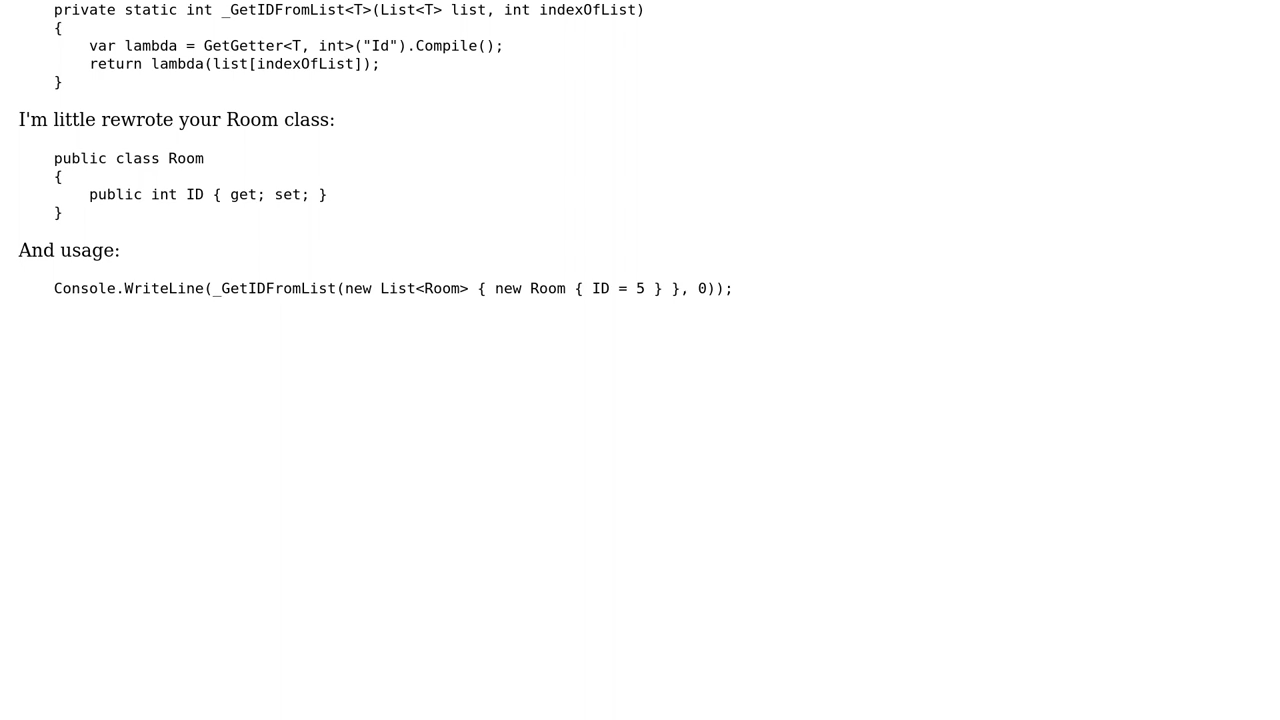 private static int _GetIDFromList<T>(List<T> list, int indexOfList)
{
    var lambda = GetGetter<T, int>("Id").Compile();
    return lambda(list[indexOfList]);
}
I'm little rewrote your Room class:
public class Room
{
    public int ID { get; set; }
}
And usage:
Console.WriteLine(_GetIDFromList(new List<Room> { new Room { ID = 5 } }, 0));